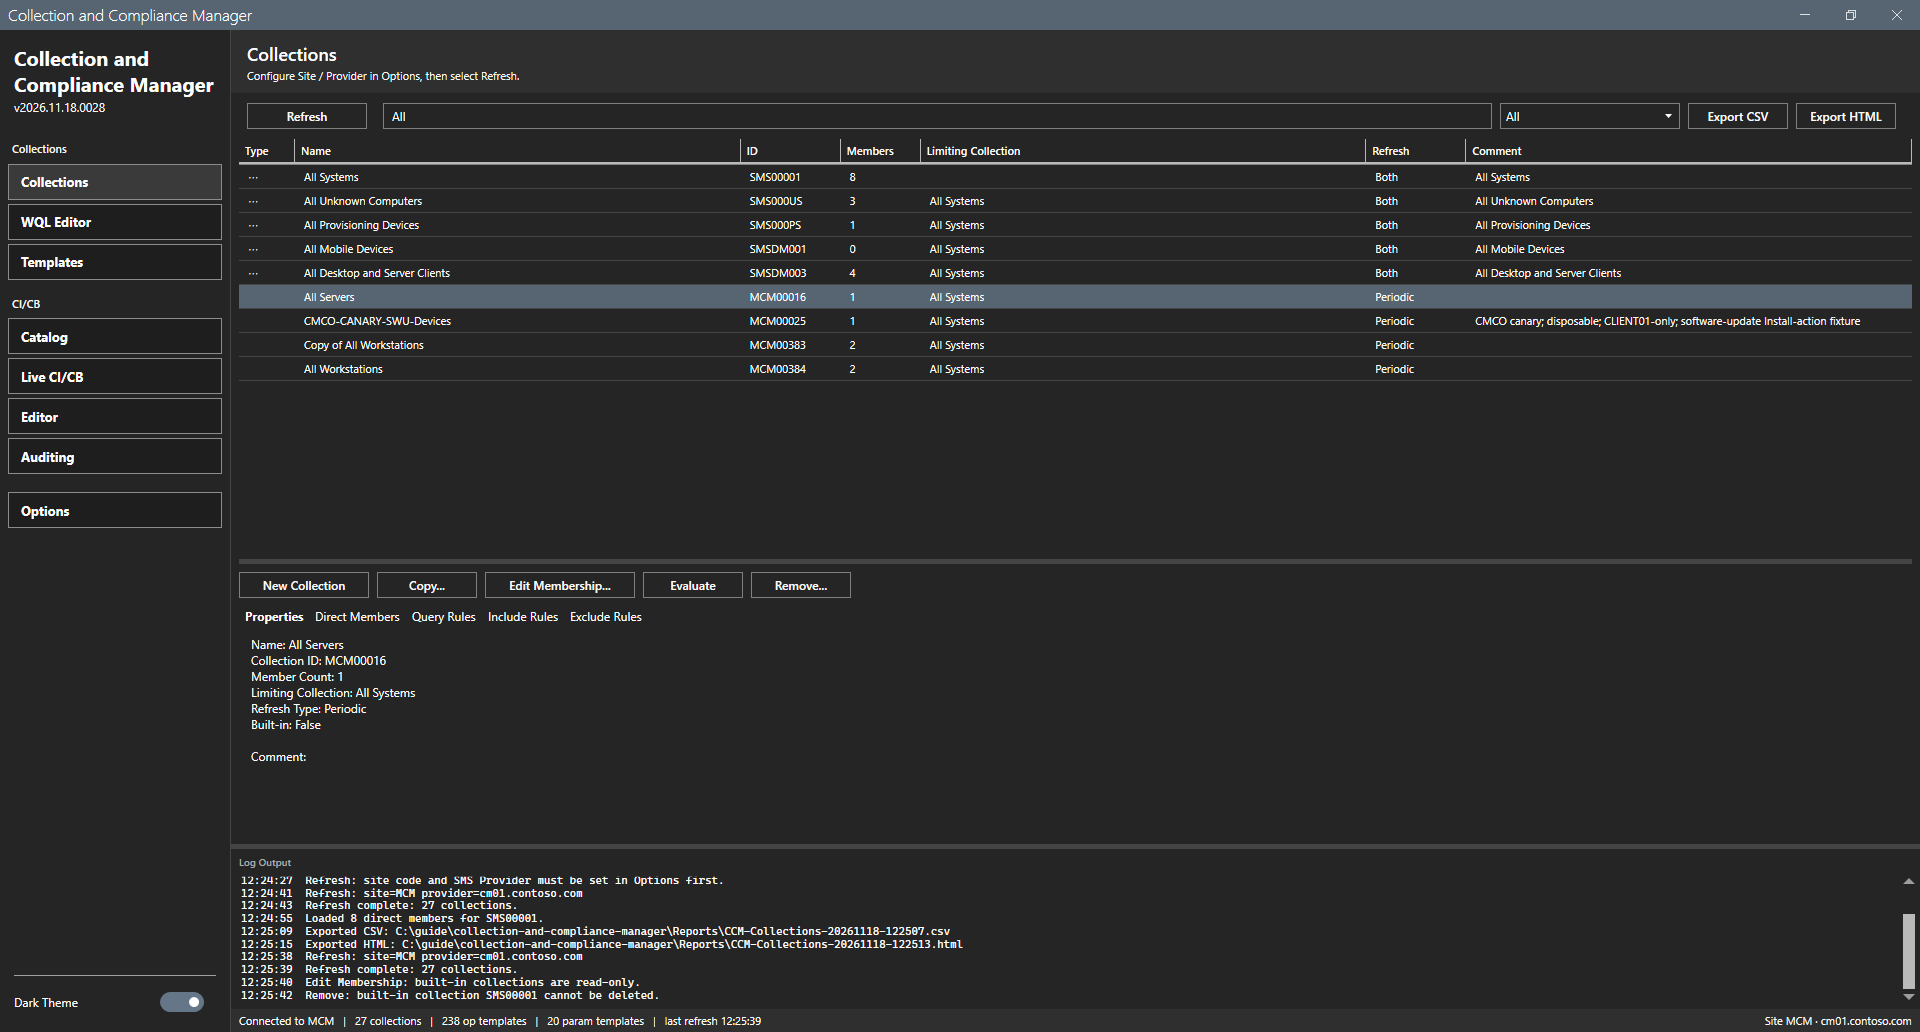 Collection and Compliance Manager
Collection and
Compliance Manager
v2026.11.18.0028
Collections
Collections
WQL Editor
Templates
CI/CB
Catalog
Live CI/CB
Editor
Auditing
Options
Dark Theme
Collections
Configure Site / Provider in Options, then select Refresh.
Refresh All All Export CSV Export HTML
Type Name ID Members Limiting Collection Refresh Comment
... All Systems SMS00001 8 Both All Systems
... All Unknown Computers SMS000US 3 All Systems Both All Unknown Computers
... All Provisioning Devices SMS000PS 1 All Systems Both All Provisioning Devices
... All Mobile Devices SMSDM001 0 All Systems Both All Mobile Devices
... All Desktop and Server Clients SMSDM003 4 All Systems Both All Desktop and Server Clients
All Servers MCM00016 1 All Systems Periodic
CMCO-CANARY-SWU-Devices MCM00025 1 All Systems Periodic CMCO canary; disposable; CLIENT01-only; software-update Install-action fixture
Copy of All Workstations MCM00383 2 All Systems Periodic
All Workstations MCM00384 2 All Systems Periodic
New Collection Copy... Edit Membership... Evaluate Remove...
Properties Direct Members Query Rules Include Rules Exclude Rules
Name: All Servers
Collection ID: MCM00016
Member Count: 1
Limiting Collection: All Systems
Refresh Type: Periodic
Built-in: False
Comment:
Log Output
12:24:27 Refresh: site code and SMS Provider must be set in Options first.
12:24:41 Refresh: site=MCM provider=cm01.contoso.com
12:24:43 Refresh complete: 27 collections.
12:24:55 Loaded 8 direct members for SMS00001.
12:25:09 Exported CSV: C:\guide\collection-and-compliance-manager\Reports\CCM-Collections-20261118-122507.csv
12:25:15 Exported HTML: C:\guide\collection-and-compliance-manager\Reports\CCM-Collections-20261118-122513.html
12:25:38 Refresh: site=MCM provider=cm01.contoso.com
12:25:39 Refresh complete: 27 collections.
12:25:40 Edit Membership: built-in collections are read-only.
12:25:42 Remove: built-in collection SMS00001 cannot be deleted.
Connected to MCM | 27 collections | 238 op templates | 20 param templates | last refresh 12:25:39
Site MCM · cm01.contoso.com